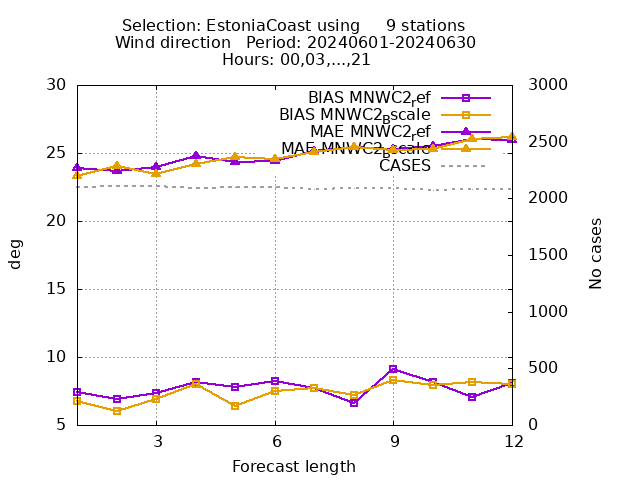 Selection: EstoniaCoast using 9 stations
Wind direction Period: 20240601-20240630
Hours: 00,03,...,21
30 3000
BIAS MNWC2_ref
BIAS MNWC2_Bscale
MAE MNWC2_ref
25 MAE MNWC2_Bscale 2500
CASES
20 2000
deg
15 1500
No cases
1000
10 500
5 0
3 6 9 12
Forecast length